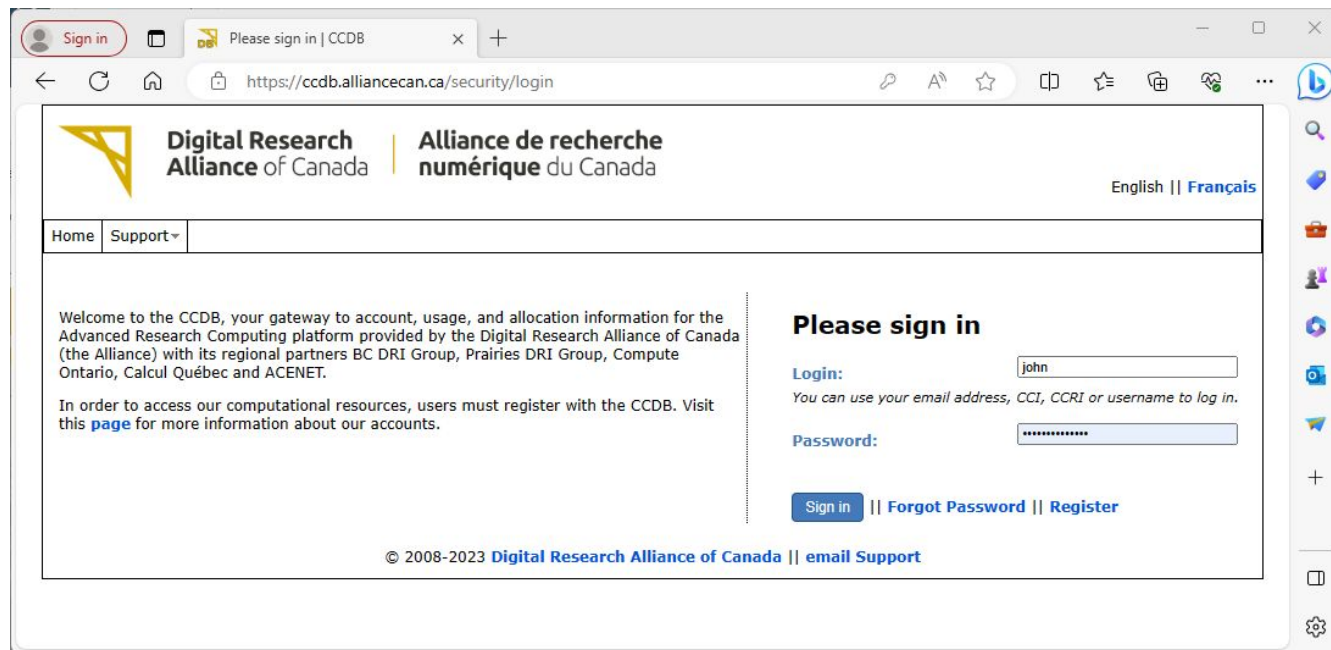 Sign in
Please sign in | CCDB
https://ccdb.alliancecan.ca/security/login
Digital Research
Alliance of Canada
Alliance de recherche
numérique du Canada
English || Français
Home Support
Welcome to the CCDB, your gateway to account, usage, and allocation information for the
Advanced Research Computing platform provided by the Digital Research Alliance of Canada
(the Alliance) with its regional partners BC DRI Group, Prairies DRI Group, Compute
Ontario, Calcul Québec and ACENET.
In order to access our computational resources, users must register with the CCDB. Visit
this page for more information about our accounts.
Please sign in
Login: john
You can use your email address, CCI, CCRI or username to log in.
Password: ••••••••••••••
Sign in || Forgot Password || Register
© 2008-2023 Digital Research Alliance of Canada || email Support